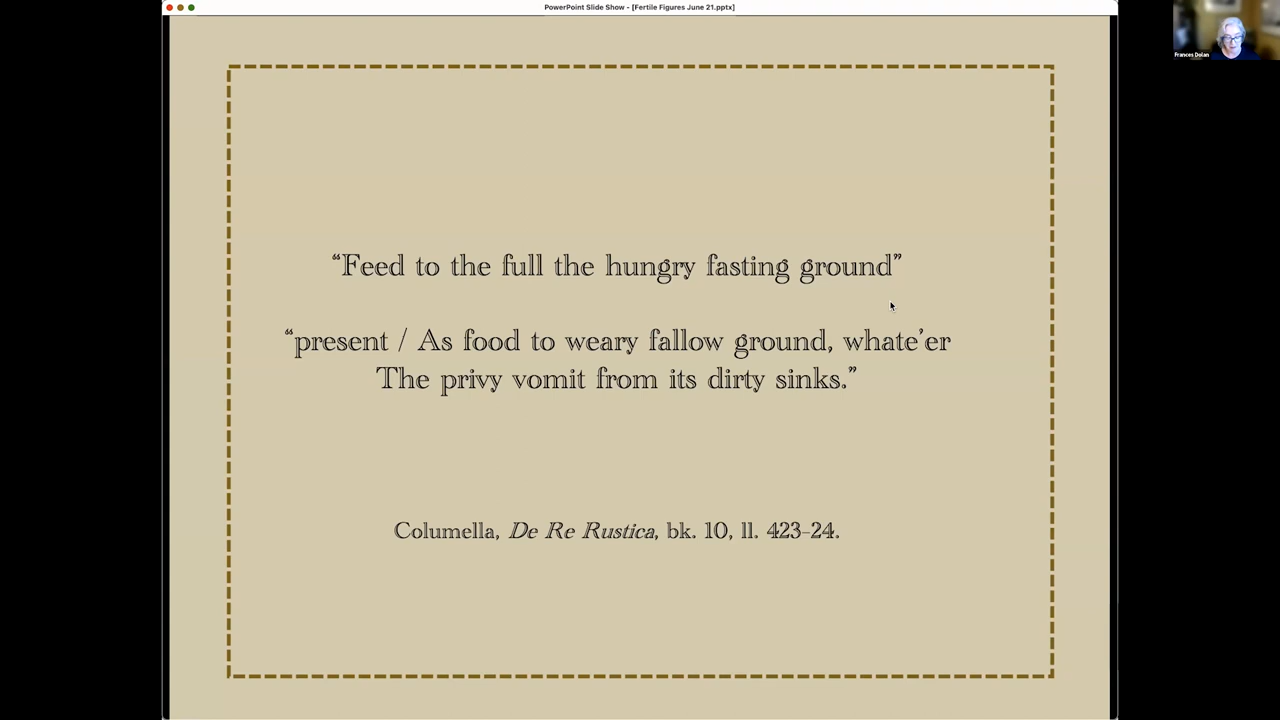 PowerPoint Slide Show - [Fertile Figures June 21.pptx]
Frances Dolan
“Feed to the full the hungry fasting ground”
“present / As food to weary fallow ground, whate’er
The privy vomit from its dirty sinks.”
Columella, De Re Rustica, bk. 10, ll. 423-24.